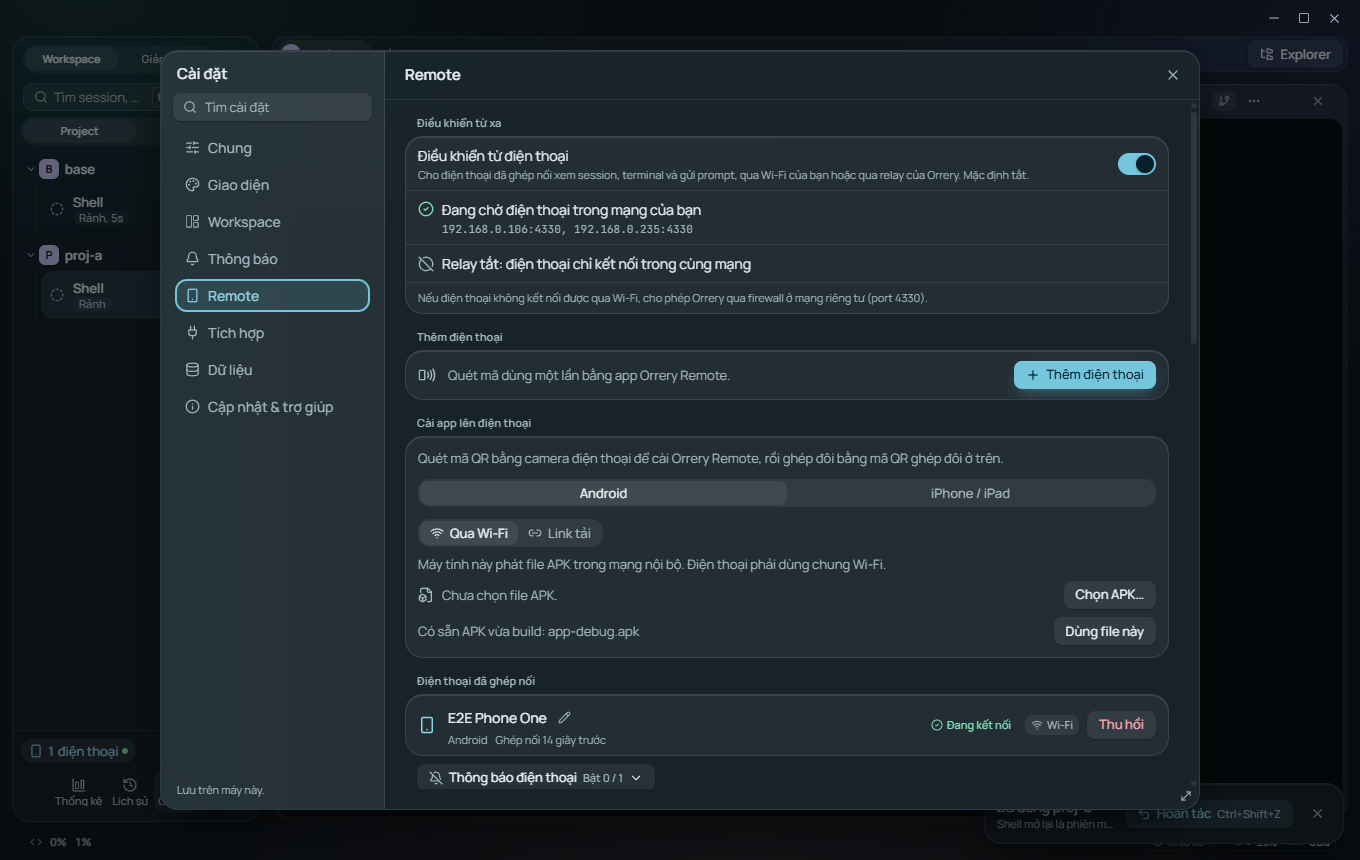 Workspace
Explorer
Tìm session, ...
Project
B base
Shell
Rảnh, 5s
P proj-a
Shell
Rảnh
1 điện thoại
Thống kê
Lịch sử
0% 1%
Cài đặt
Tìm cài đặt
Chung
Giao diện
Workspace
Thông báo
Remote
Tích hợp
Dữ liệu
Cập nhật & trợ giúp
Lưu trên máy này.
Remote
Điều khiển từ xa
Điều khiển từ điện thoại
Cho điện thoại đã ghép nối xem session, terminal và gửi prompt, qua Wi-Fi của bạn hoặc qua relay của Orrery. Mặc định tắt.
Đang chờ điện thoại trong mạng của bạn
192.168.0.106:4330, 192.168.0.235:4330
Relay tắt: điện thoại chỉ kết nối trong cùng mạng
Nếu điện thoại không kết nối được qua Wi-Fi, cho phép Orrery qua firewall ở mạng riêng tư (port 4330).
Thêm điện thoại
Quét mã dùng một lần bằng app Orrery Remote.
Thêm điện thoại
Cài app lên điện thoại
Quét mã QR bằng camera điện thoại để cài Orrery Remote, rồi ghép đôi bằng mã QR ghép đôi ở trên.
Android
iPhone / iPad
Qua Wi-Fi
Link tải
Máy tính này phát file APK trong mạng nội bộ. Điện thoại phải dùng chung Wi-Fi.
Chưa chọn file APK.
Chọn APK...
Có sẵn APK vừa build: app-debug.apk
Dùng file này
Điện thoại đã ghép nối
E2E Phone One
Đang kết nối
Wi-Fi
Thu hồi
Android Ghép nối 14 giây trước
Thông báo điện thoại Bật 0 / 1
Shell mở lại là phiên m...
Hoàn tác Ctrl+Shift+Z